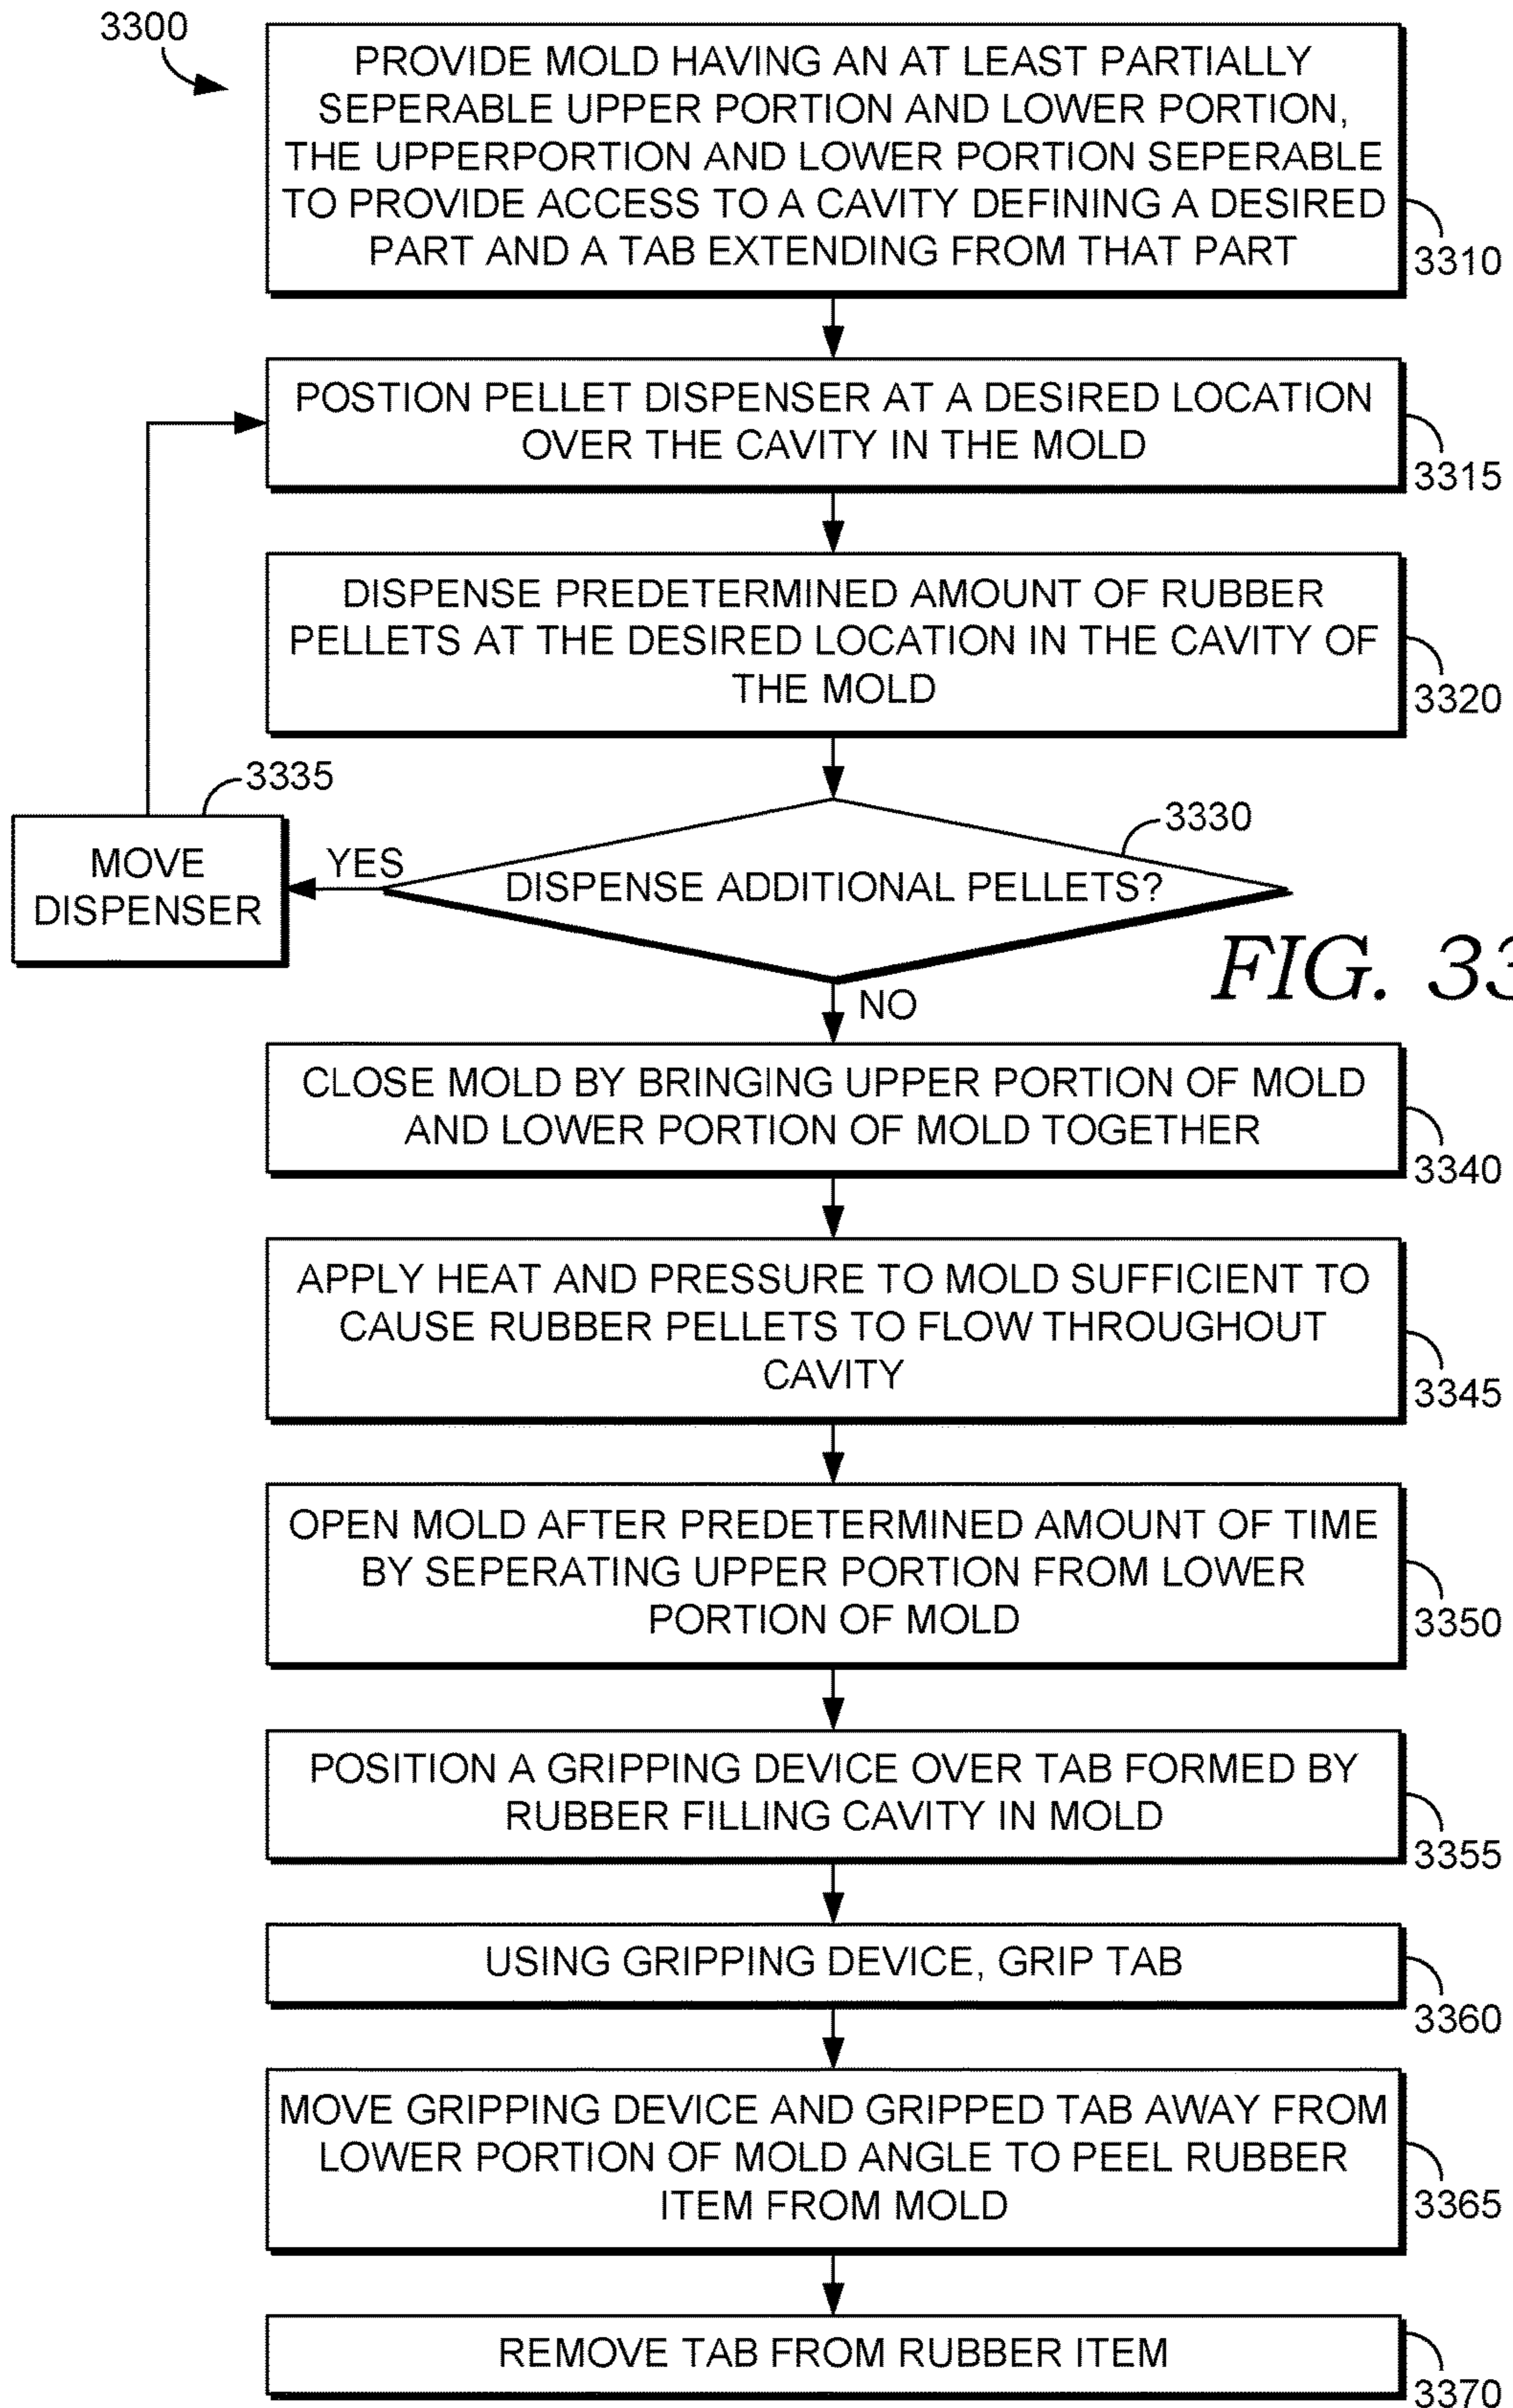 3300
PROVIDE MOLD HAVING AN AT LEAST PARTIALLY
SEPERABLE UPPER PORTION AND LOWER PORTION,
THE UPPERPORTION AND LOWER PORTION SEPERABLE
TO PROVIDE ACCESS TO A CAVITY DEFINING A DESIRED
PART AND A TAB EXTENDING FROM THAT PART
3310
POSTION PELLET DISPENSER AT A DESIRED LOCATION
OVER THE CAVITY IN THE MOLD
3315
DISPENSE PREDETERMINED AMOUNT OF RUBBER
PELLETS AT THE DESIRED LOCATION IN THE CAVITY OF
THE MOLD
3320
3335
MOVE
DISPENSER
YES
3330
DISPENSE ADDITIONAL PELLETS?
FIG. 33
NO
CLOSE MOLD BY BRINGING UPPER PORTION OF MOLD
AND LOWER PORTION OF MOLD TOGETHER
3340
APPLY HEAT AND PRESSURE TO MOLD SUFFICIENT TO
CAUSE RUBBER PELLETS TO FLOW THROUGHOUT
CAVITY
3345
OPEN MOLD AFTER PREDETERMINED AMOUNT OF TIME
BY SEPERATING UPPER PORTION FROM LOWER
PORTION OF MOLD
3350
POSITION A GRIPPING DEVICE OVER TAB FORMED BY
RUBBER FILLING CAVITY IN MOLD
3355
USING GRIPPING DEVICE, GRIP TAB
3360
MOVE GRIPPING DEVICE AND GRIPPED TAB AWAY FROM
LOWER PORTION OF MOLD ANGLE TO PEEL RUBBER
ITEM FROM MOLD
3365
REMOVE TAB FROM RUBBER ITEM
3370